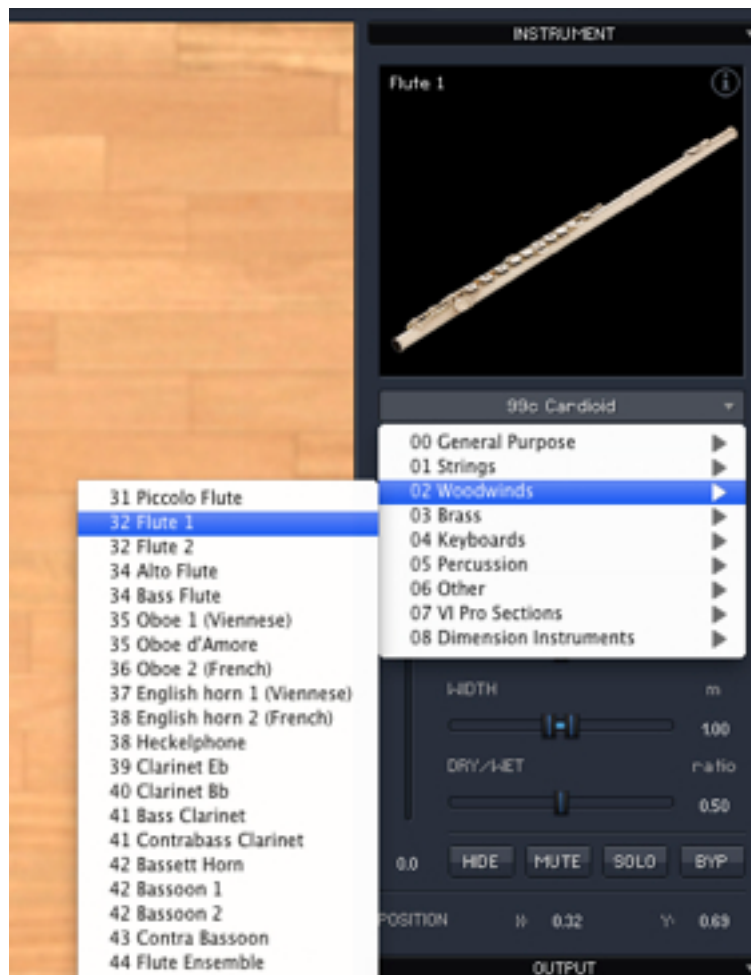 INSTRUMENT
Flute 1
99c Cardioid
00 General Purpose
01 Strings
02 Woodwinds
03 Brass
04 Keyboards
05 Percussion
06 Other
07 VI Pro Sections
08 Dimension Instruments
31 Piccolo Flute
32 Flute 1
32 Flute 2
34 Alto Flute
34 Bass Flute
35 Oboe 1 (Viennese)
35 Oboe d'Amore
36 Oboe 2 (French)
37 English horn 1 (Viennese)
38 English horn 2 (French)
38 Heckelphone
39 Clarinet Eb
40 Clarinet Bb
41 Bass Clarinet
41 Contrabass Clarinet
42 Bassett Horn
42 Bassoon 1
42 Bassoon 2
43 Contra Bassoon
44 Flute Ensemble
WIDTH m
1.00
DRY/WET ratio
0.50
0.0 HIDE MUTE SOLO BYP
POSITION X: 0.32 Y: 0.69
OUTPUT